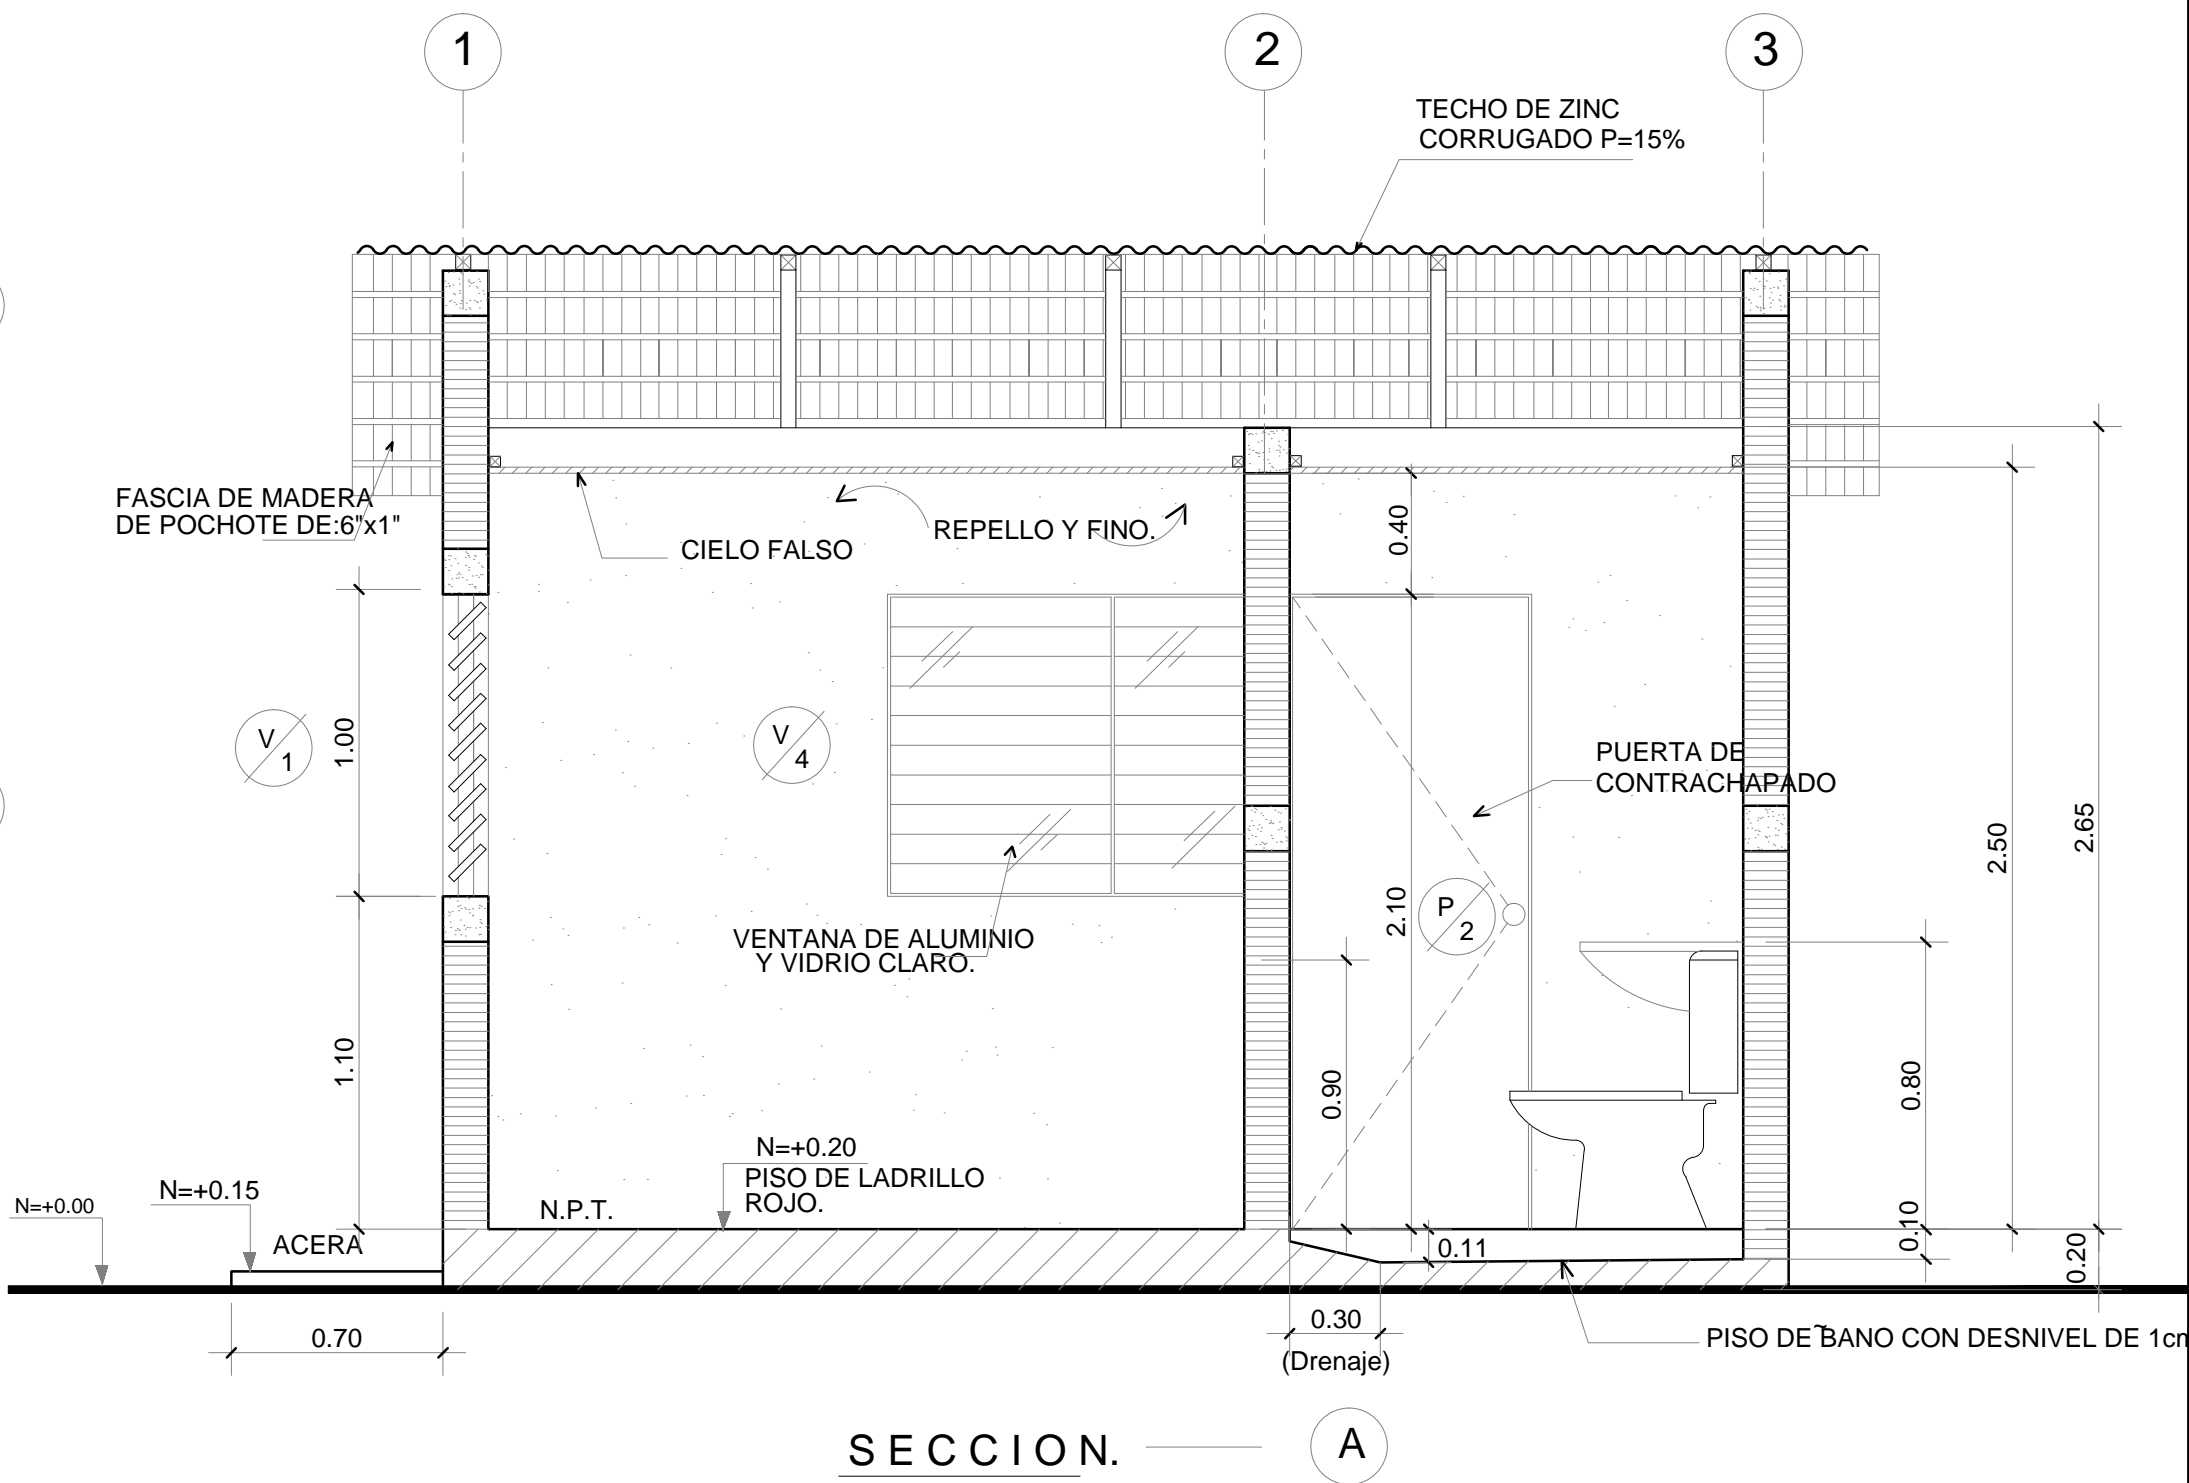 1
2
3
TECHO DE ZINC
CORRUGADO P=15%
FASCIA DE MADERA
DE POCHOTE DE:6"x1"
CIELO FALSO
REPELLO Y FINO.
0.40
V
1
1.00
V
4
PUERTA DE
CONTRACHAPADO
2.50
2.65
VENTANA DE ALUMINIO
Y VIDRIO CLARO.
2.10
P
2
1.10
0.90
0.80
N=+0.20
PISO DE LADRILLO
ROJO.
N.P.T.
N=+0.00
N=+0.15
ACERA
0.11
0.10
0.20
0.70
0.30
(Drenaje)
PISO DE B̃ANO CON DESNIVEL DE 1cm
SECCION.
A